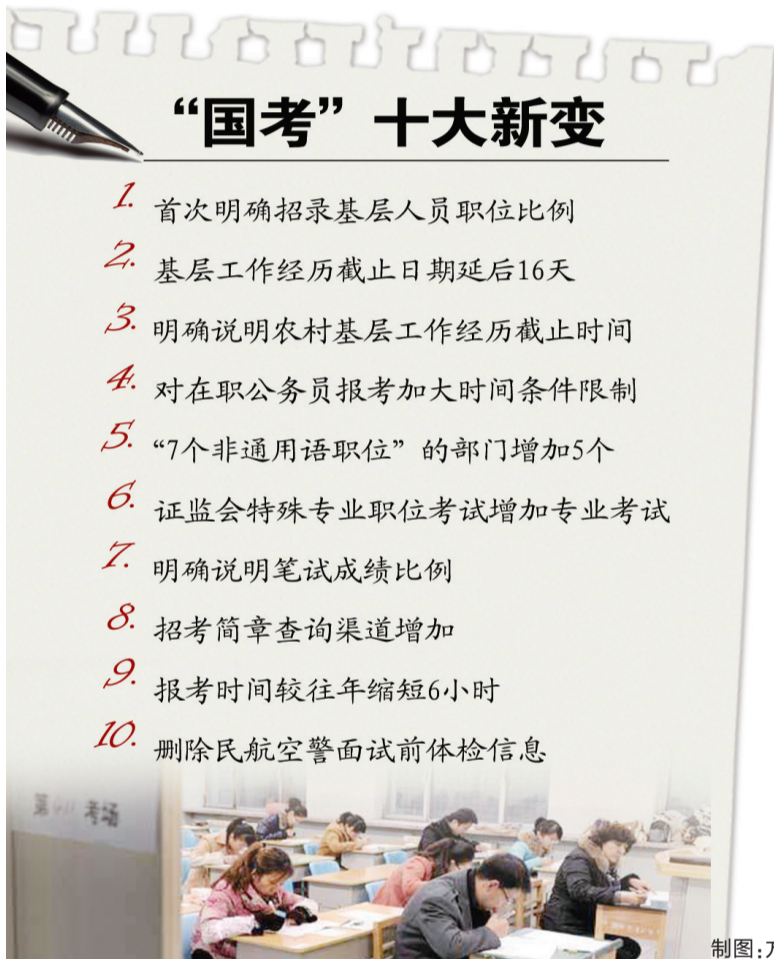 “国考”十大新变
1. 首次明确招录基层人员职位比例
2. 基层工作经历截止日期延后16天
3. 明确说明农村基层工作经历截止时间
4. 对在职公务员报考加大时间条件限制
5. “7个非通用语职位”的部门增加5个
6. 证监会特殊专业职位考试增加专业考试
7. 明确说明笔试成绩比例
8. 招考简章查询渠道增加
9. 报考时间较往年缩短6小时
10. 删除民航空警面试前体检信息
第 考场
制图: